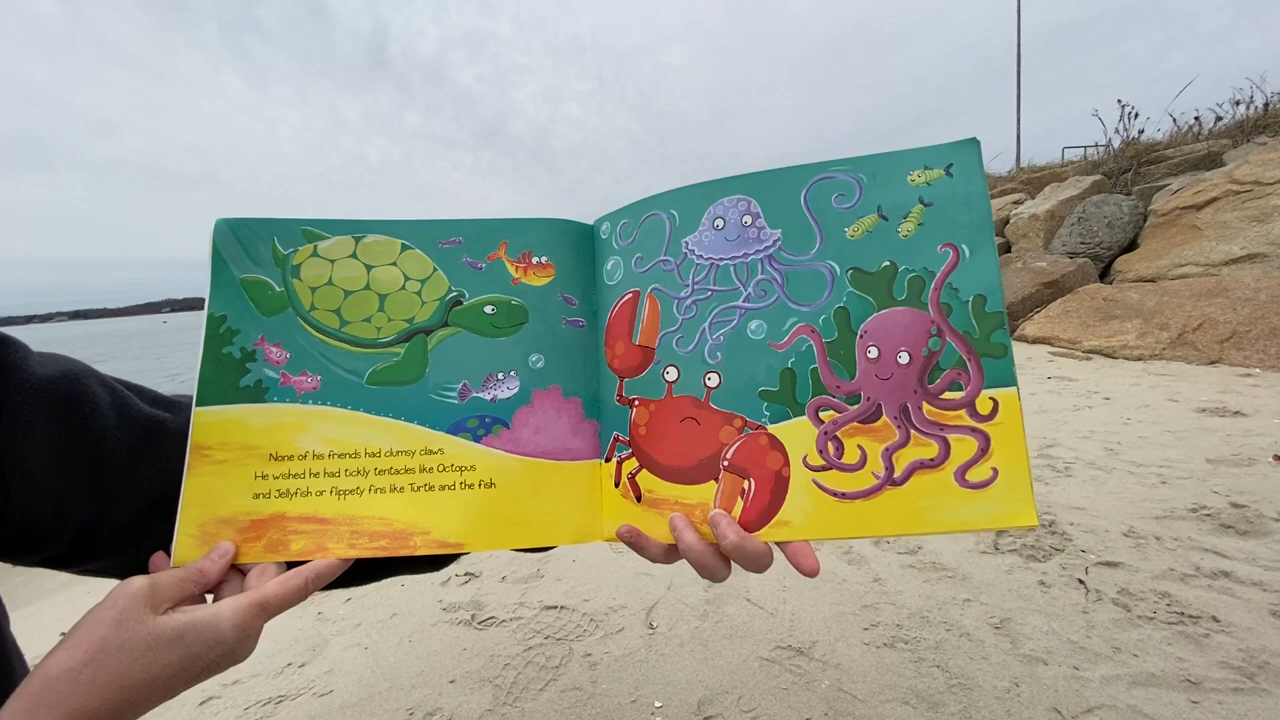 None of his friends had clumsy claws.
He wished he had tickly tentacles like Octopus
and Jellyfish or flippety fins like Turtle and the fish.